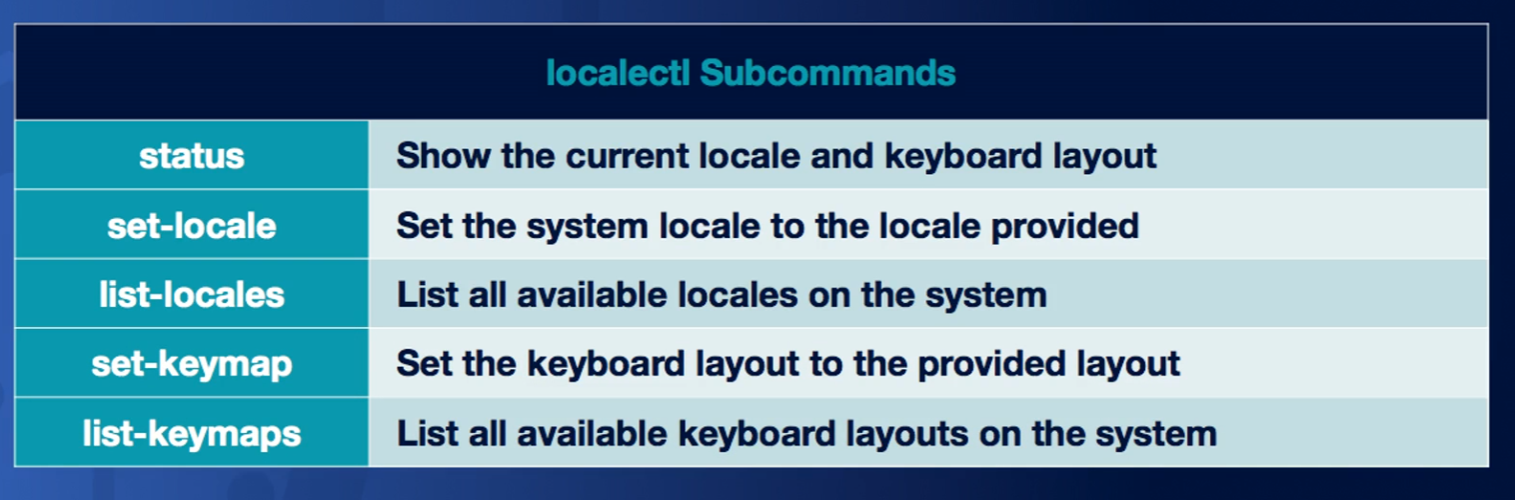 localectl Subcommands
status Show the current locale and keyboard layout
set-locale Set the system locale to the locale provided
list-locales List all available locales on the system
set-keymap Set the keyboard layout to the provided layout
list-keymaps List all available keyboard layouts on the system